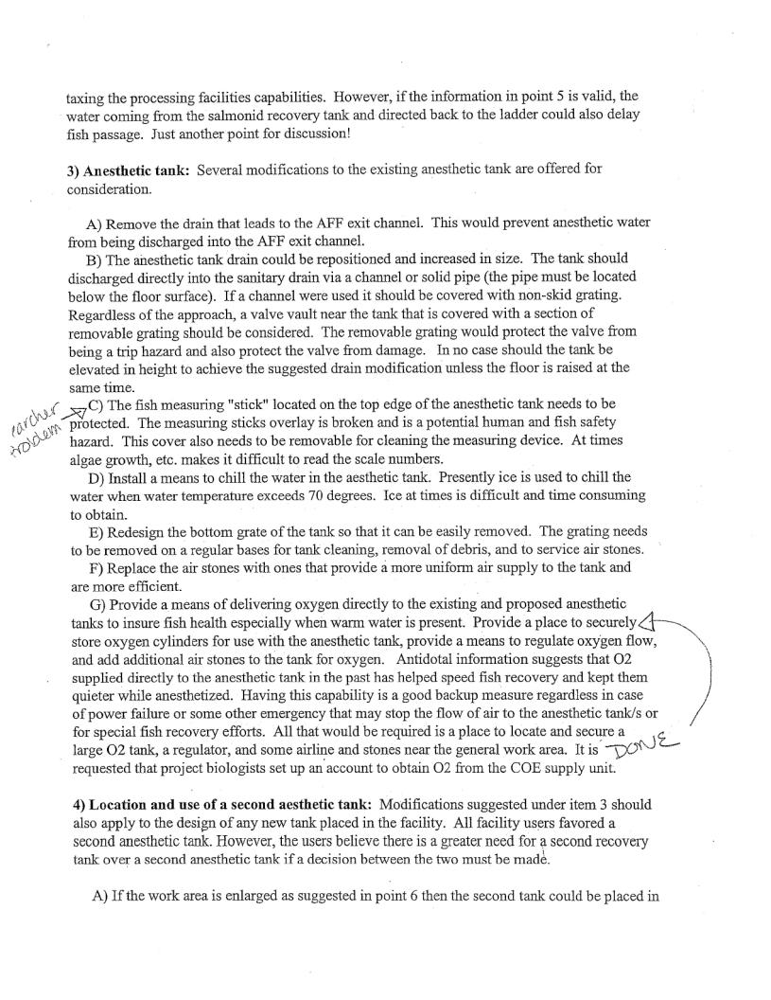 taxing the processing facilities capabilities. However, if the information in point 5 is valid, the
water coming from the salmonid recovery tank and directed back to the ladder could also delay
fish passage. Just another point for discussion!
3) Anesthetic tank: Several modifications to the existing anesthetic tank are offered for
consideration.
A) Remove the drain that leads to the AFF exit channel. This would prevent anesthetic water
from being discharged into the AFF exit channel.
B) The anesthetic tank drain could be repositioned and increased in size. The tank should
discharged directly into the sanitary drain via a channel or solid pipe (the pipe must be located
below the floor surface). If a channel were used it should be covered with non-skid grating.
Regardless of the approach, a valve vault near the tank that is covered with a section of
removable grating should be considered. The removable grating would protect the valve from
being a trip hazard and also protect the valve from damage. In no case should the tank be
elevated in height to achieve the suggested drain modification unless the floor is raised at the
same time.
C) The fish measuring "stick" located on the top edge of the anesthetic tank needs to be
protected. The measuring sticks overlay is broken and is a potential human and fish safety
hazard. This cover also needs to be removable for cleaning the measuring device. At times
algae growth, etc. makes it difficult to read the scale numbers.
D) Install a means to chill the water in the aesthetic tank. Presently ice is used to chill the
water when water temperature exceeds 70 degrees. Ice at times is difficult and time consuming
to obtain.
E) Redesign the bottom grate of the tank so that it can be easily removed. The grating needs
to be removed on a regular bases for tank cleaning, removal of debris, and to service air stones.
F) Replace the air stones with ones that provide a more uniform air supply to the tank and
are more efficient.
G) Provide a means of delivering oxygen directly to the existing and proposed anesthetic
tanks to insure fish health especially when warm water is present. Provide a place to securely
store oxygen cylinders for use with the anesthetic tank, provide a means to regulate oxygen flow,
and add additional air stones to the tank for oxygen. Antidotal information suggests that O2
supplied directly to the anesthetic tank in the past has helped speed fish recovery and kept them
quieter while anesthetized. Having this capability is a good backup measure regardless in case
of power failure or some other emergency that may stop the flow of air to the anesthetic tank/s or
for special fish recovery efforts. All that would be required is a place to locate and secure a
large O2 tank, a regulator, and some airline and stones near the general work area. It is DONE
requested that project biologists set up an account to obtain O2 from the COE supply unit.
4) Location and use of a second aesthetic tank: Modifications suggested under item 3 should
also apply to the design of any new tank placed in the facility. All facility users favored a
second anesthetic tank. However, the users believe there is a greater need for a second recovery
tank over a second anesthetic tank if a decision between the two must be made.
A) If the work area is enlarged as suggested in point 6 then the second tank could be placed in